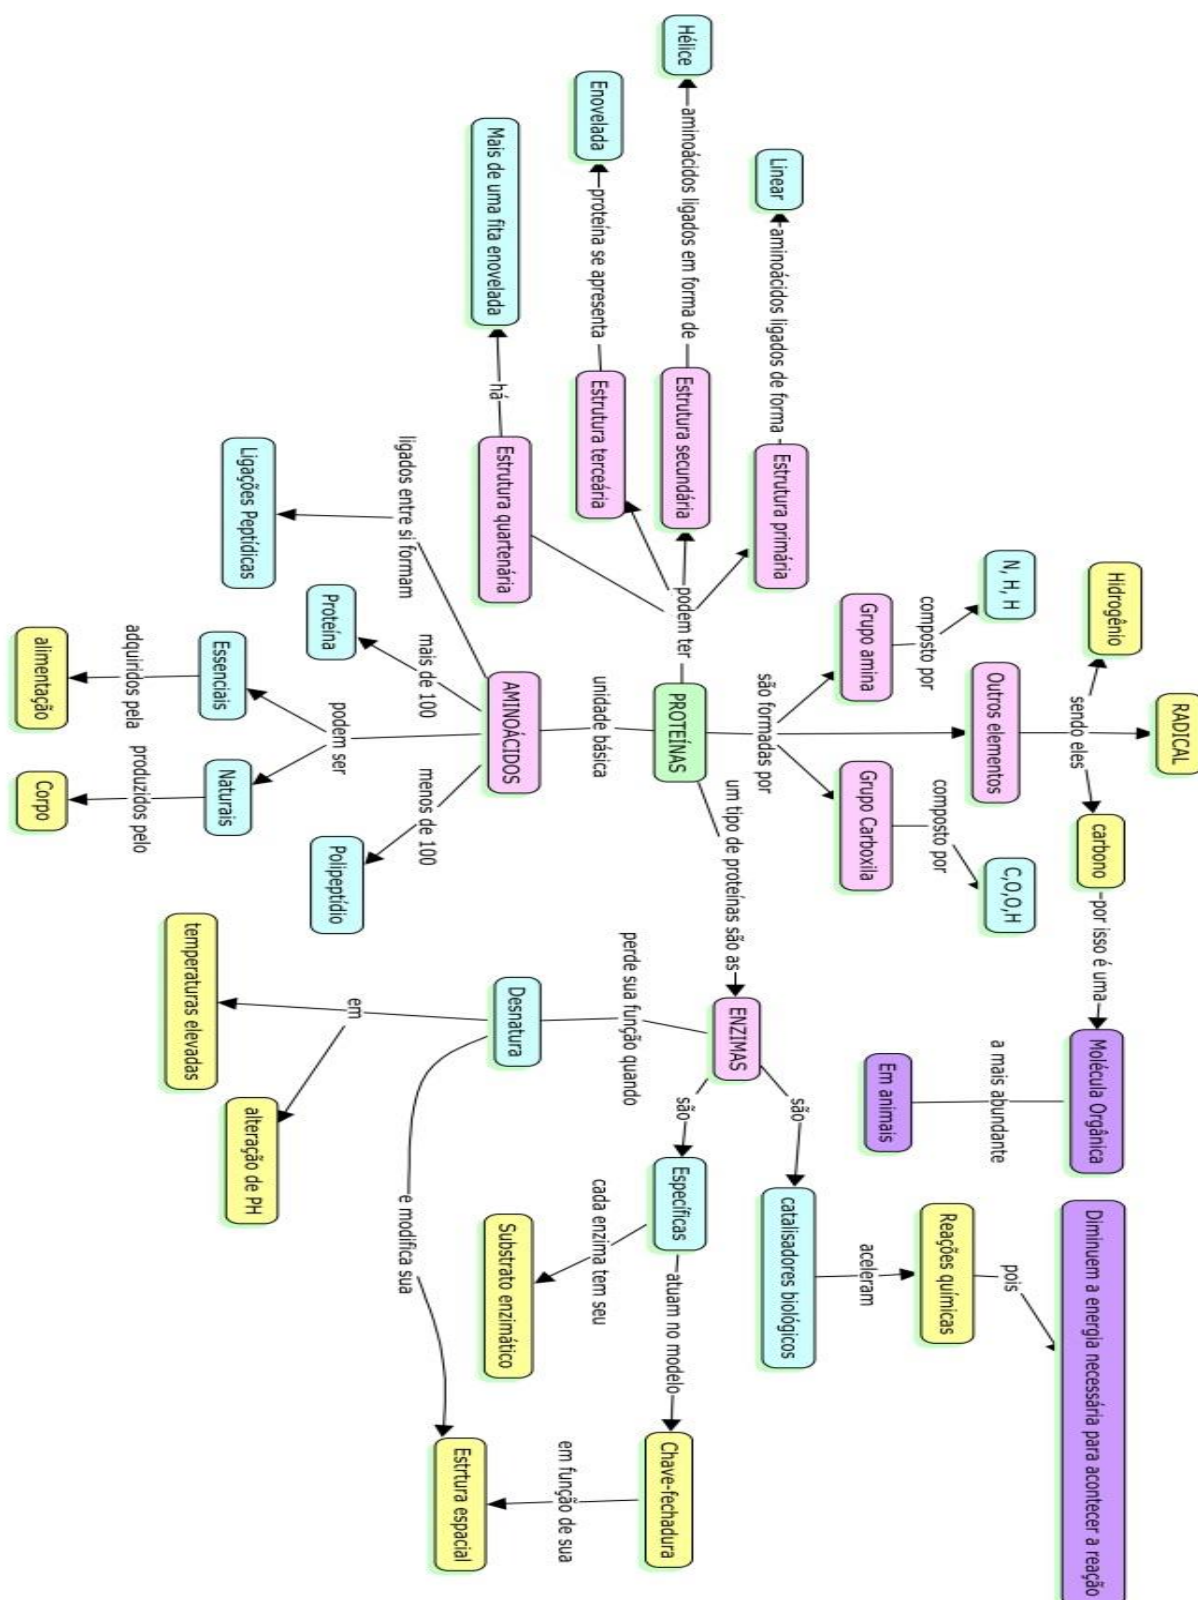 RADICAL
Hidrogênio
sendo eles
carbono
por isso é uma
Molécula Orgânica
a mais abundante
Em animais
Diminuem a energia necessária para acontecer a reação
N, H, H
composto por
Outros elementos
C,O,O,H
composto por
Grupo amina
Grupo Carboxila
são formadas por
Reações químicas
pois
aceleram
catalisadores biológicos
Linear
aminoácidos ligados de forma
Estrutura primária
Hélice
aminoácidos ligados em forma de
Estrutura secundária
podem ter
PROTEÍNAS
um tipo de proteínas são as
ENZIMAS
são
são
Específicas
atuam no modelo
Chave-fechadura
Enovelada
proteína se apresenta
Estrutura terceária
unidade básica
perde sua função quando
cada enzima tem seu
em função de sua
Mais de uma fita enovelada
há
Estrutura quartenária
AMINOÁCIDOS
Desnatura
Substrato enzimático
Estrtura espacial
ligados entre si formam
mais de 100
menos de 100
e modifica sua
Ligações Peptídicas
Proteína
podem ser
Polipeptídio
em
Essenciais
Naturais
temperaturas elevadas
alteração de PH
adquiridos pela
produzidos pelo
alimentação
Corpo